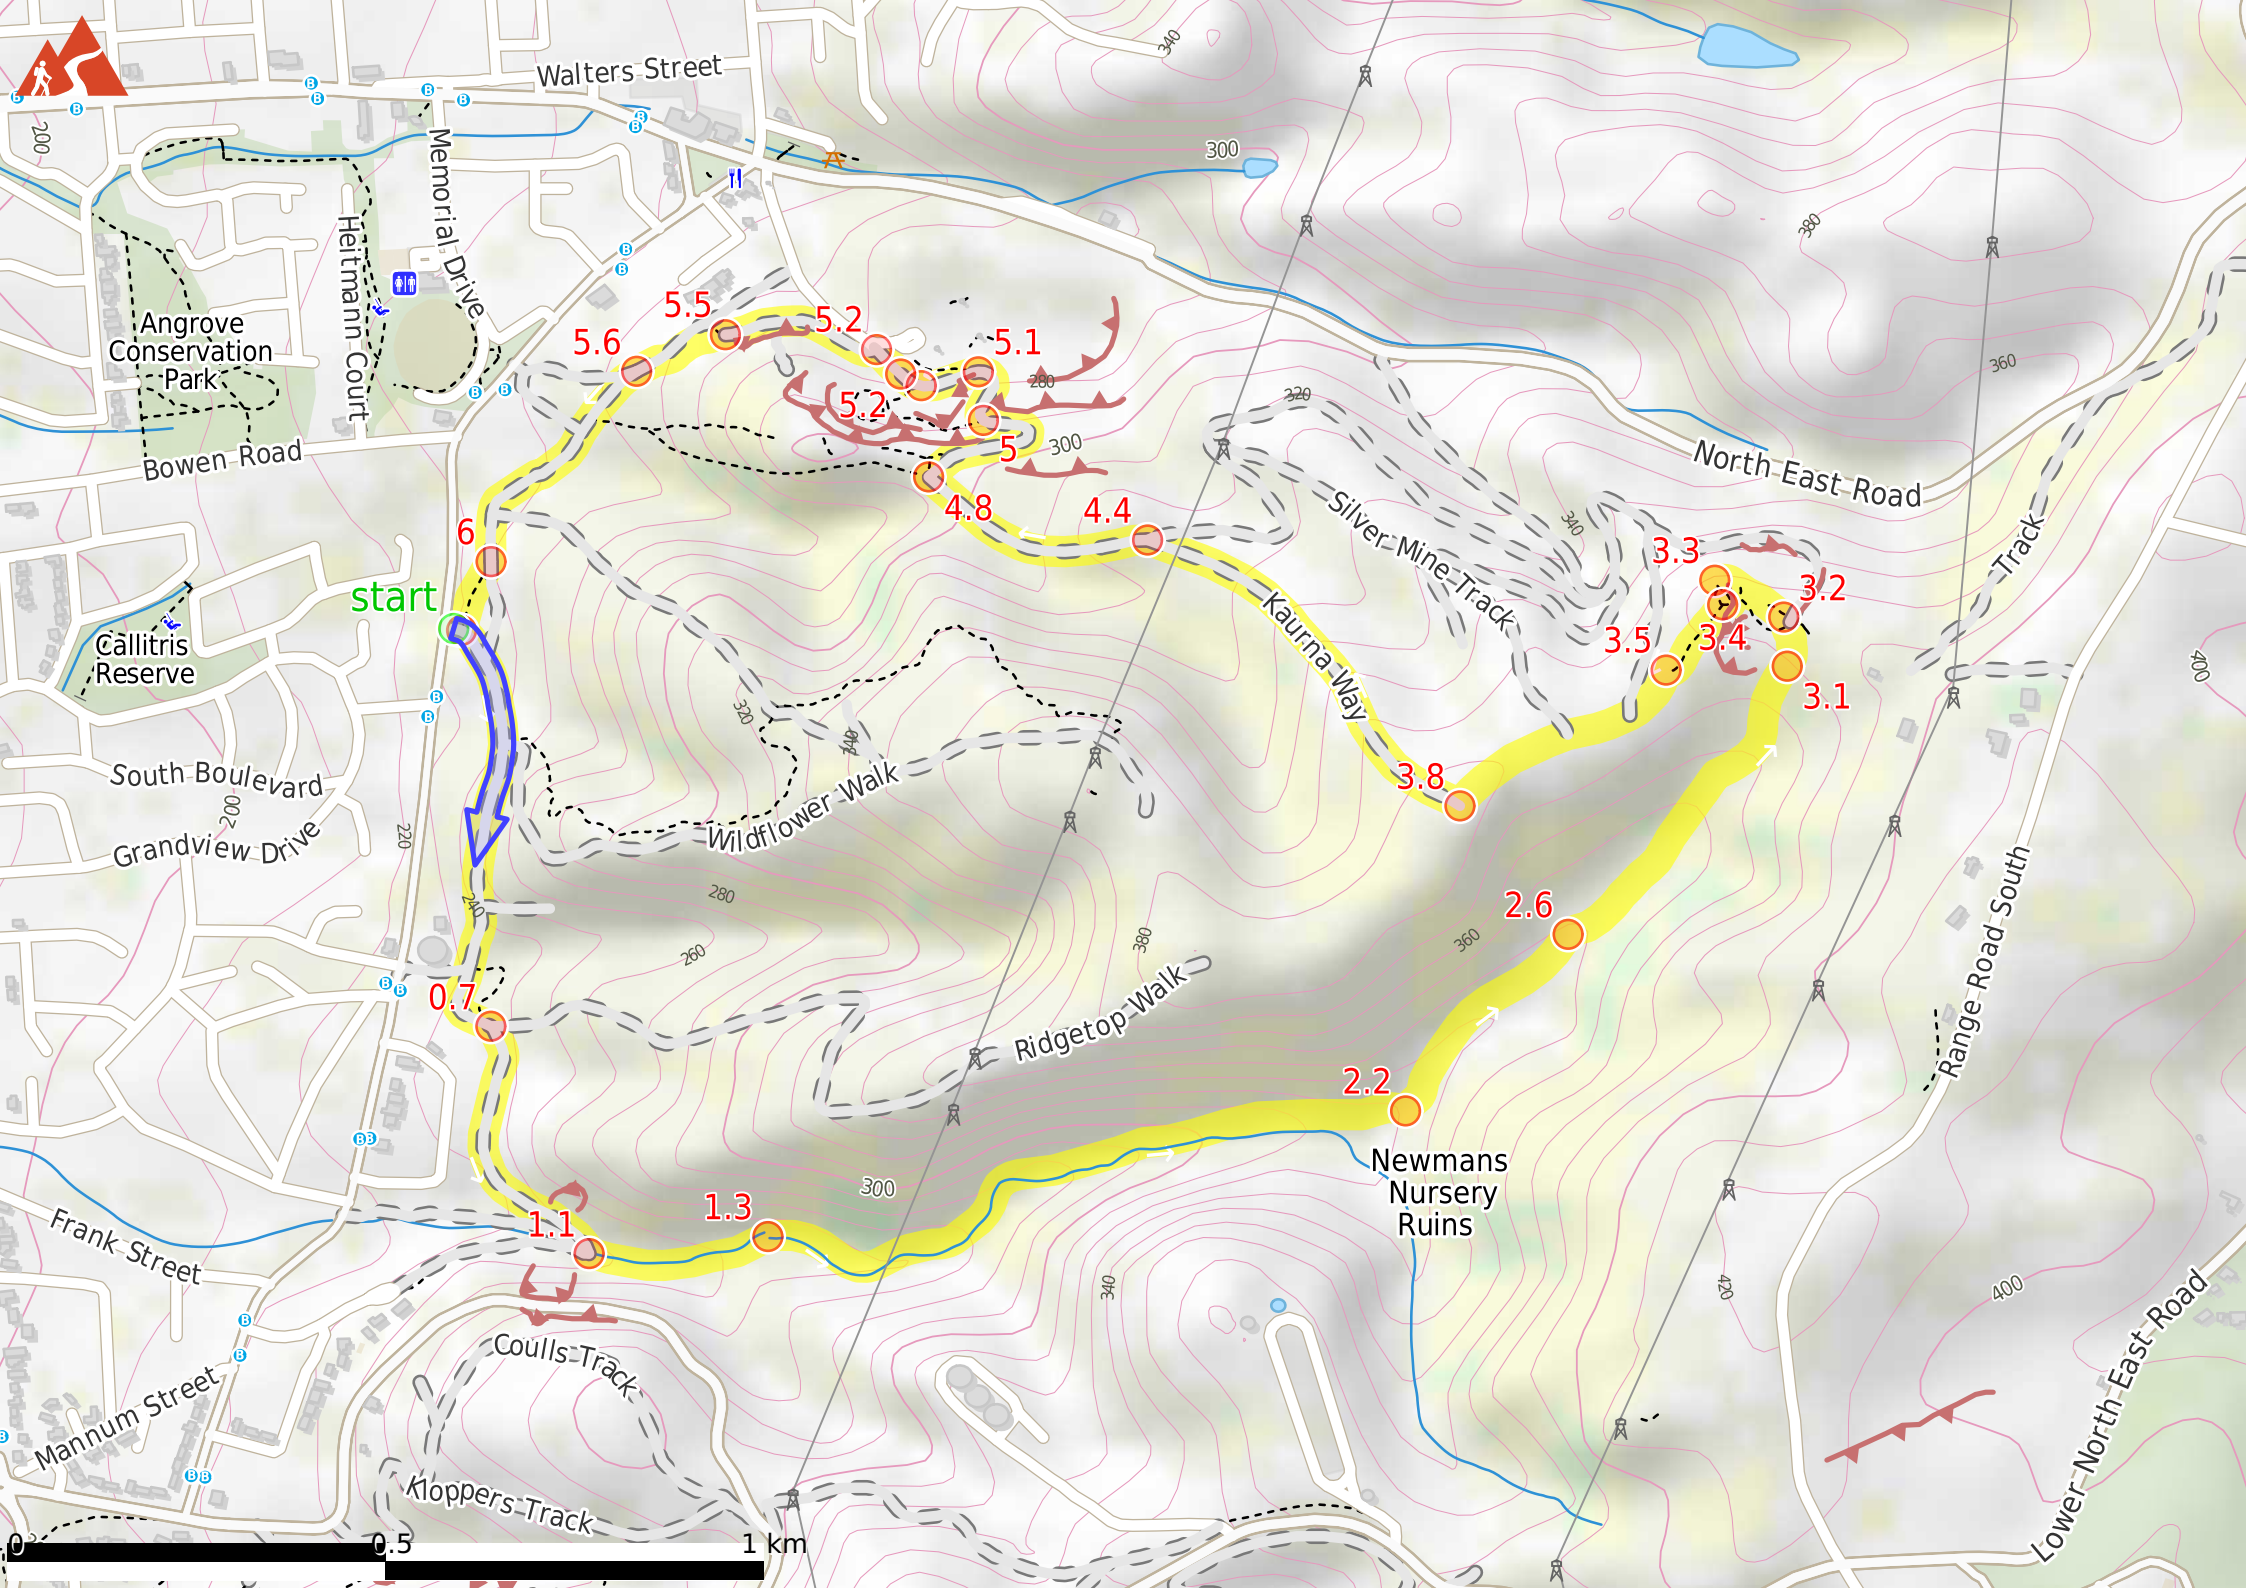 Walters Street
340
200
300
Memorial Drive
380
Heitmann Court
5.5
5.2
Angrove
Conservation
Park
5.6
5.1
360
280
320
5.2
Bowen Road
5
300
North East Road
4.8
4.4
Silver Mine Track
340
6
3.3
Track
start
3.2
Kaurna Way
Callitris
Reserve
3.5
3.4
400
3.1
320
340
South Boulevard
3.8
Wildflower Walk
200
Grandview Drive
220
280
240
2.6
Range Road South
260
380
360
0.7
Ridgetop Walk
2.2
Newmans
Nursery
Ruins
300
1.3
Frank Street
1.1
340
420
400
Lower North East Road
Coulls Track
Mannum Street
Kloppers Track
0
0.5
1 km